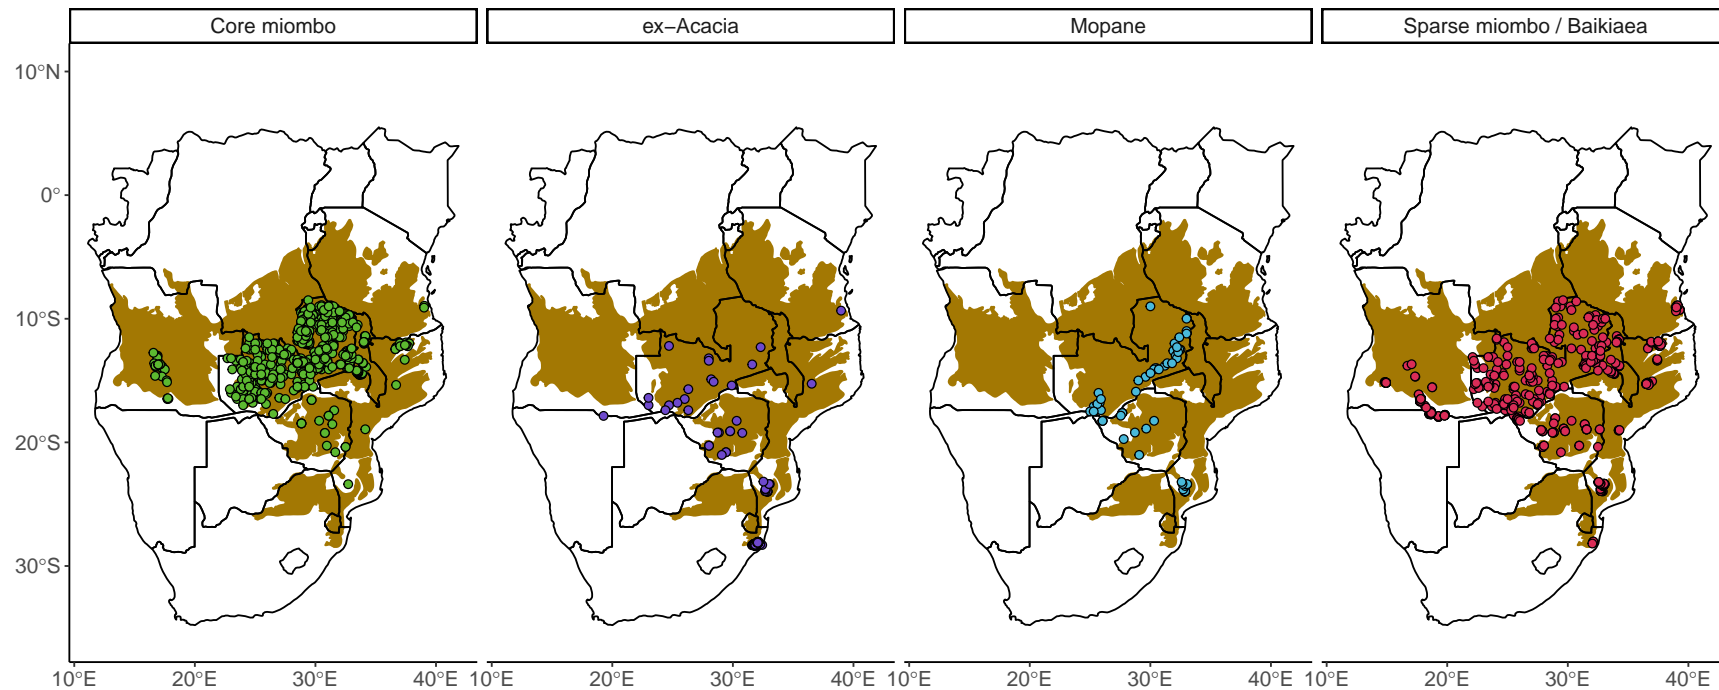 Core miombo
ex−Acacia
Mopane
Sparse miombo / Baikiaea
10°N
0°
10°S
20°S
30°S
10°E 20°E 30°E 40°E 10°E 20°E 30°E 40°E 10°E 20°E 30°E 40°E 10°E 20°E 30°E 40°E